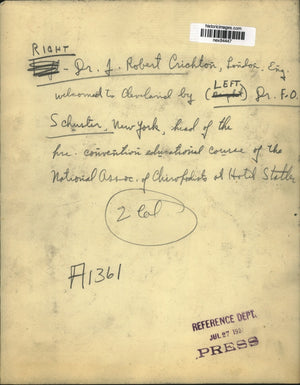 historicimages.com
RIGHT
Dr. J. Robert Crichton, London, Eng.
welcomed to Cleveland by (LEFT) Dr. F.O.
Schuster, New York, head of the
pre. convention educational course of the
National Assoc. of Chiropodists at Hotel Statler
2 Col
A1361
REFERENCE DEPT.
JUL 27
PRESS